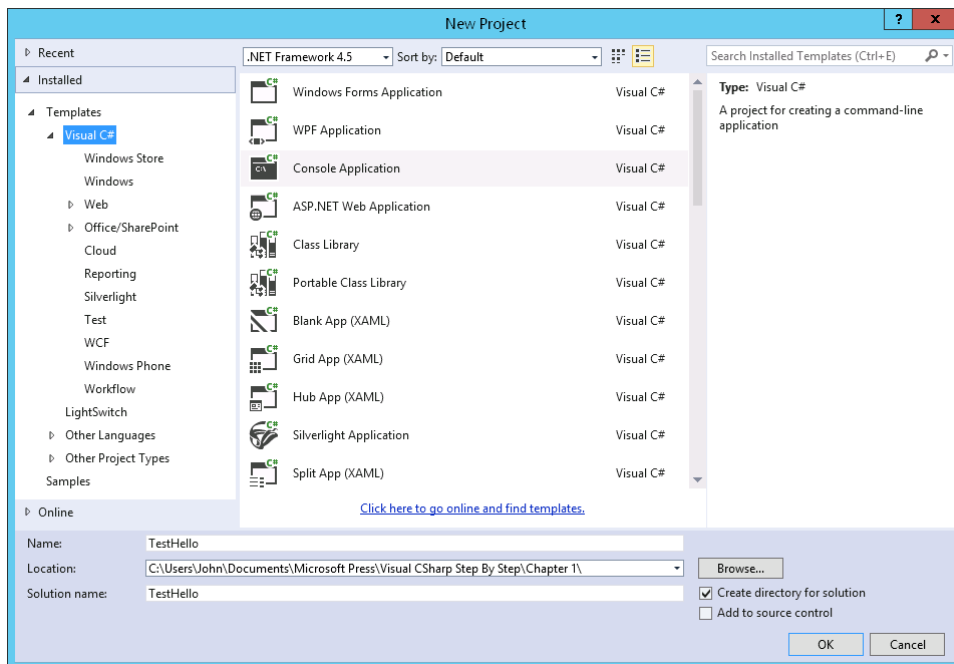 New Project
? x
Recent
Installed
Templates
Visual C#
Windows Store
Windows
Web
Office/SharePoint
Cloud
Reporting
Silverlight
Test
WCF
Windows Phone
Workflow
LightSwitch
Other Languages
Other Project Types
Samples
Online
.NET Framework 4.5 Sort by: Default
Windows Forms Application Visual C#
WPF Application Visual C#
Console Application Visual C#
ASP.NET Web Application Visual C#
Class Library Visual C#
Portable Class Library Visual C#
Blank App (XAML) Visual C#
Grid App (XAML) Visual C#
Hub App (XAML) Visual C#
Silverlight Application Visual C#
Split App (XAML) Visual C#
Click here to go online and find templates.
Search Installed Templates (Ctrl+E)
Type: Visual C#
A project for creating a command-line
application
Name: TestHello
Location: C:\Users\John\Documents\Microsoft Press\Visual CSharp Step By Step\Chapter 1\ Browse...
Solution name: TestHello
Create directory for solution
Add to source control
OK Cancel